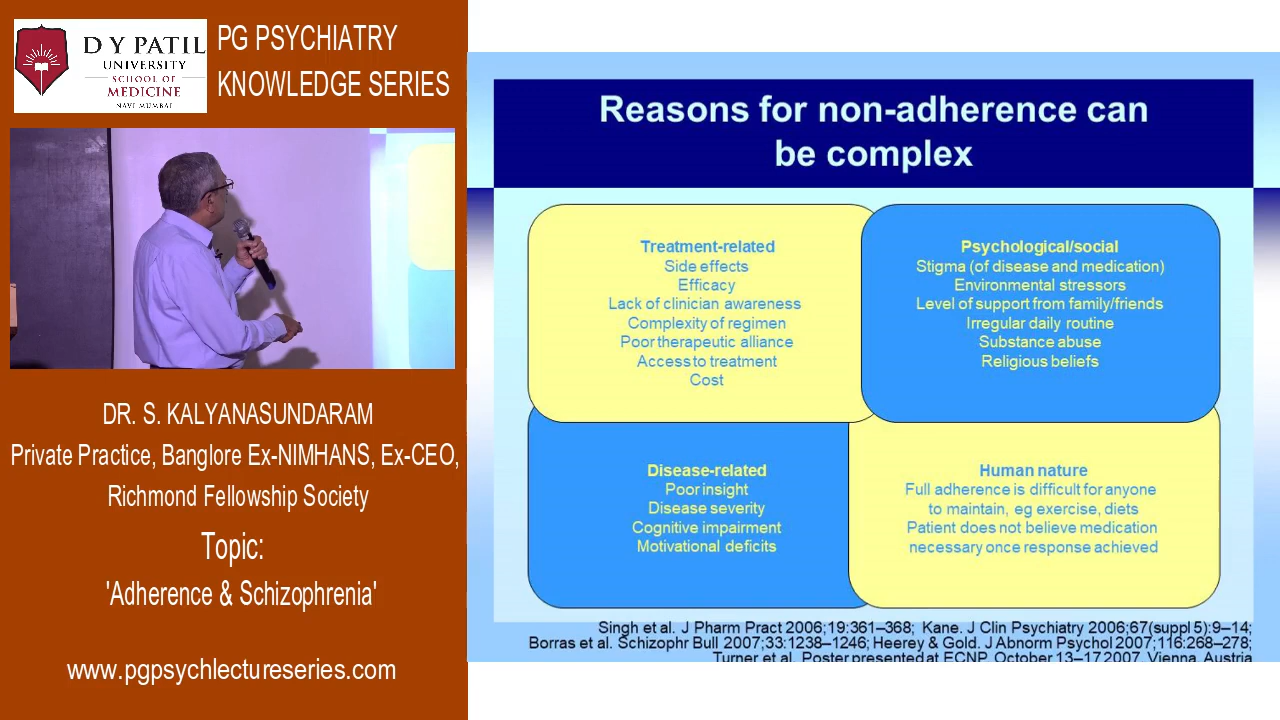 D Y PATIL
UNIVERSITY
SCHOOL OF
MEDICINE
NAVI MUMBAI
PG PSYCHIATRY
KNOWLEDGE SERIES
DR. S. KALYANASUNDARAM
Private Practice, Banglore Ex-NIMHANS, Ex-CEO,
Richmond Fellowship Society
Topic:
'Adherence & Schizophrenia'
www.pgpsychlectureseries.com
Reasons for non-adherence can
be complex
Treatment-related
Side effects
Efficacy
Lack of clinician awareness
Complexity of regimen
Poor therapeutic alliance
Access to treatment
Cost
Psychological/social
Stigma (of disease and medication)
Environmental stressors
Level of support from family/friends
Irregular daily routine
Substance abuse
Religious beliefs
Disease-related
Poor insight
Disease severity
Cognitive impairment
Motivational deficits
Human nature
Full adherence is difficult for anyone
to maintain, eg exercise, diets
Patient does not believe medication
necessary once response achieved
Singh et al. J Pharm Pract 2006;19:361–368; Kane. J Clin Psychiatry 2006;67(suppl 5):9–14;
Borras et al. Schizophr Bull 2007;33:1238–1246; Heerey & Gold. J Abnorm Psychol 2007;116:268–278;
Turner et al. Poster presented at ECNP, October 13–17 2007, Vienna, Austria